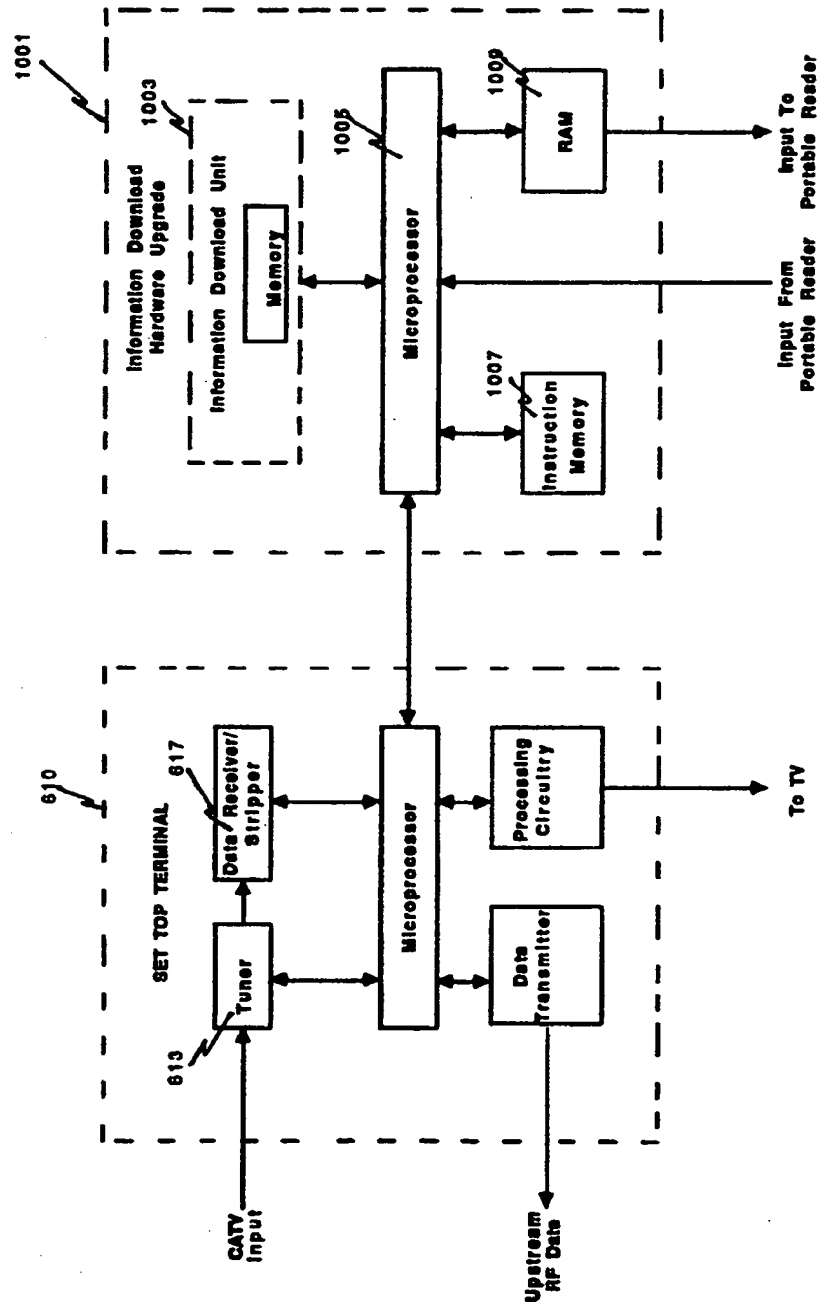 610
SET TOP TERMINAL
613
Tuner
617
Data Receiver/
Stripper
CATV
Input
Microprocessor
Data
Transmitter
Processing
Circuitry
Upstream
RF Data
To TV
1001
Information Download
Hardware Upgrade
1003
Information Download Unit
Memory
1005
Microprocessor
1007
Instruction
Memory
1009
RAM
Input From
Portable Reader
Input To
Portable Reader